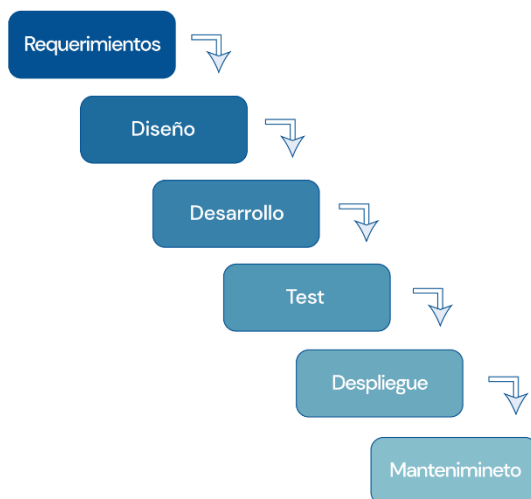 Requerimientos
Diseño
Desarrollo
Test
Despliegue
Mantenimineto